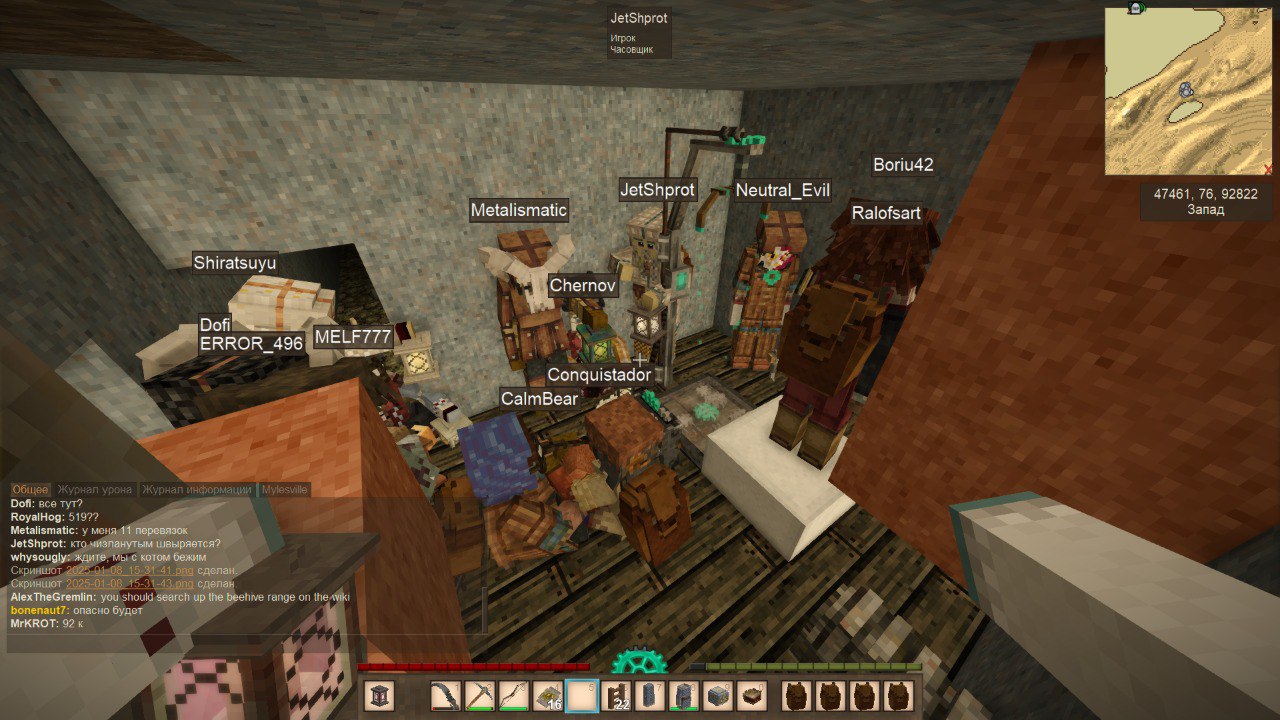 JetShprot
Игрок
Часовщик
47461, 76, 92822
Запад
Boriu42
JetShprot
Neutral_Evil
Metalismatic
Ralofsart
Shiratsuyu
Chernov
Dofi
ERROR_496
MELF777
Conquistador
CalmBear
Общее Журнал урона Журнал информации Mylesville
Dofi: все тут?
RoyalHog: 519??
Metalismatic: у меня 11 перевязок
JetShprot: кто чизланутым швыряется?
whysougly: ждите, мы с котом бежим
Скриншот 2025-01-08_15-31-41.png сделан.
Скриншот 2025-01-08_15-31-43.png сделан.
AlexTheGremlin: you should search up the beehive range on the wiki
bonenaut7: опасно будет
MrKROT: 92 к
16
5
22